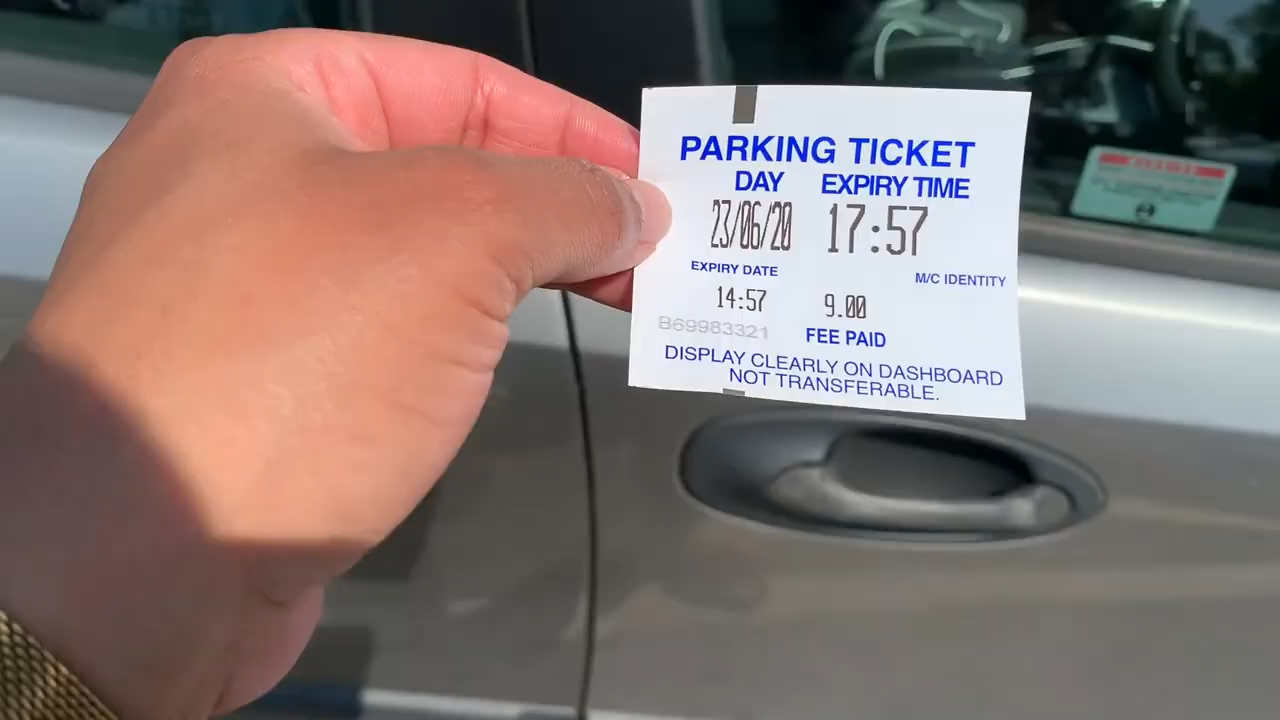 PARKING TICKET
DAY EXPIRY TIME
23/06/20 17:57
EXPIRY DATE M/C IDENTITY
14:57 9.00
B69983321 FEE PAID
DISPLAY CLEARLY ON DASHBOARD
NOT TRANSFERABLE.